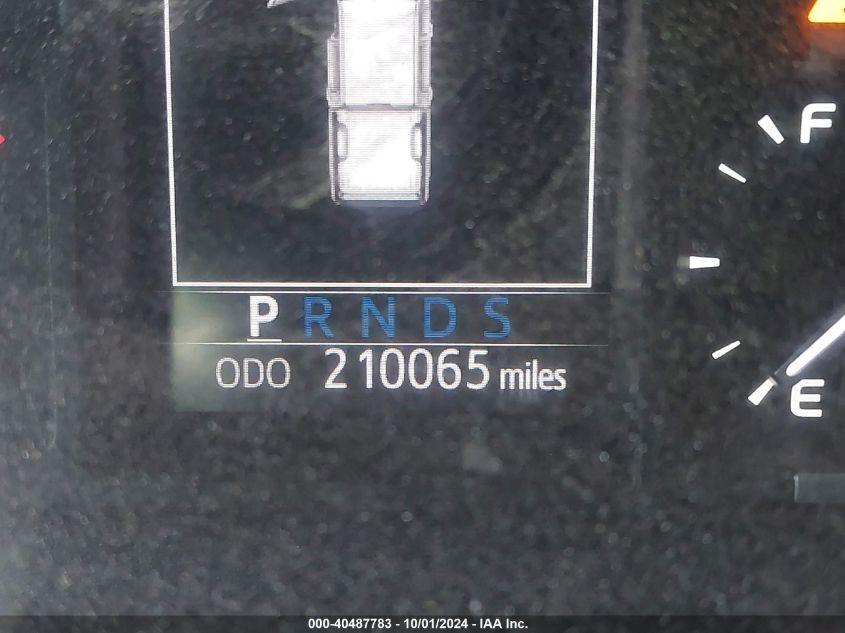 F
P R N D S
ODO 210065 miles
E
000-40487783 - 10/01/2024 - IAA Inc.